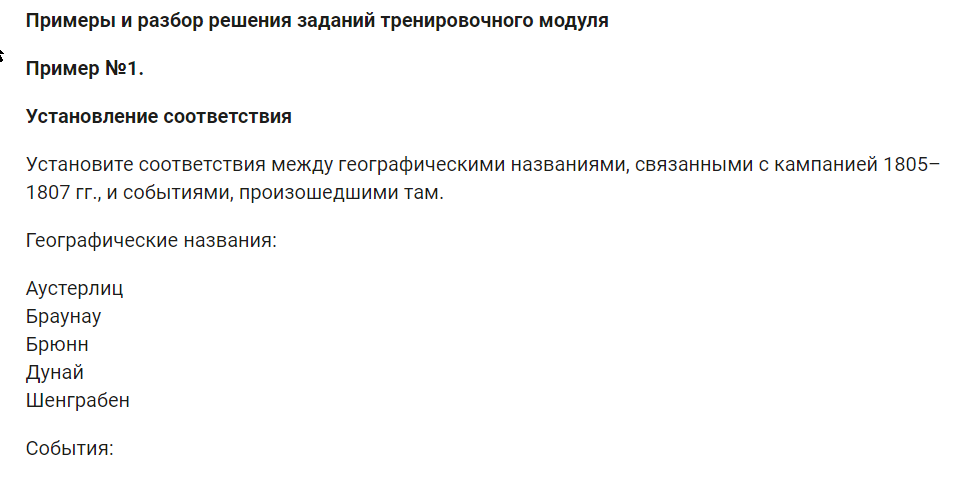 Примеры и разбор решения заданий тренировочного модуля
Пример №1.
Установление соответствия
Установите соответствия между географическими названиями, связанными с кампанией 1805–
1807 гг., и событиями, произошедшими там.
Географические названия:
Аустерлиц
Браунау
Брюнн
Дунай
Шенграбен
События: